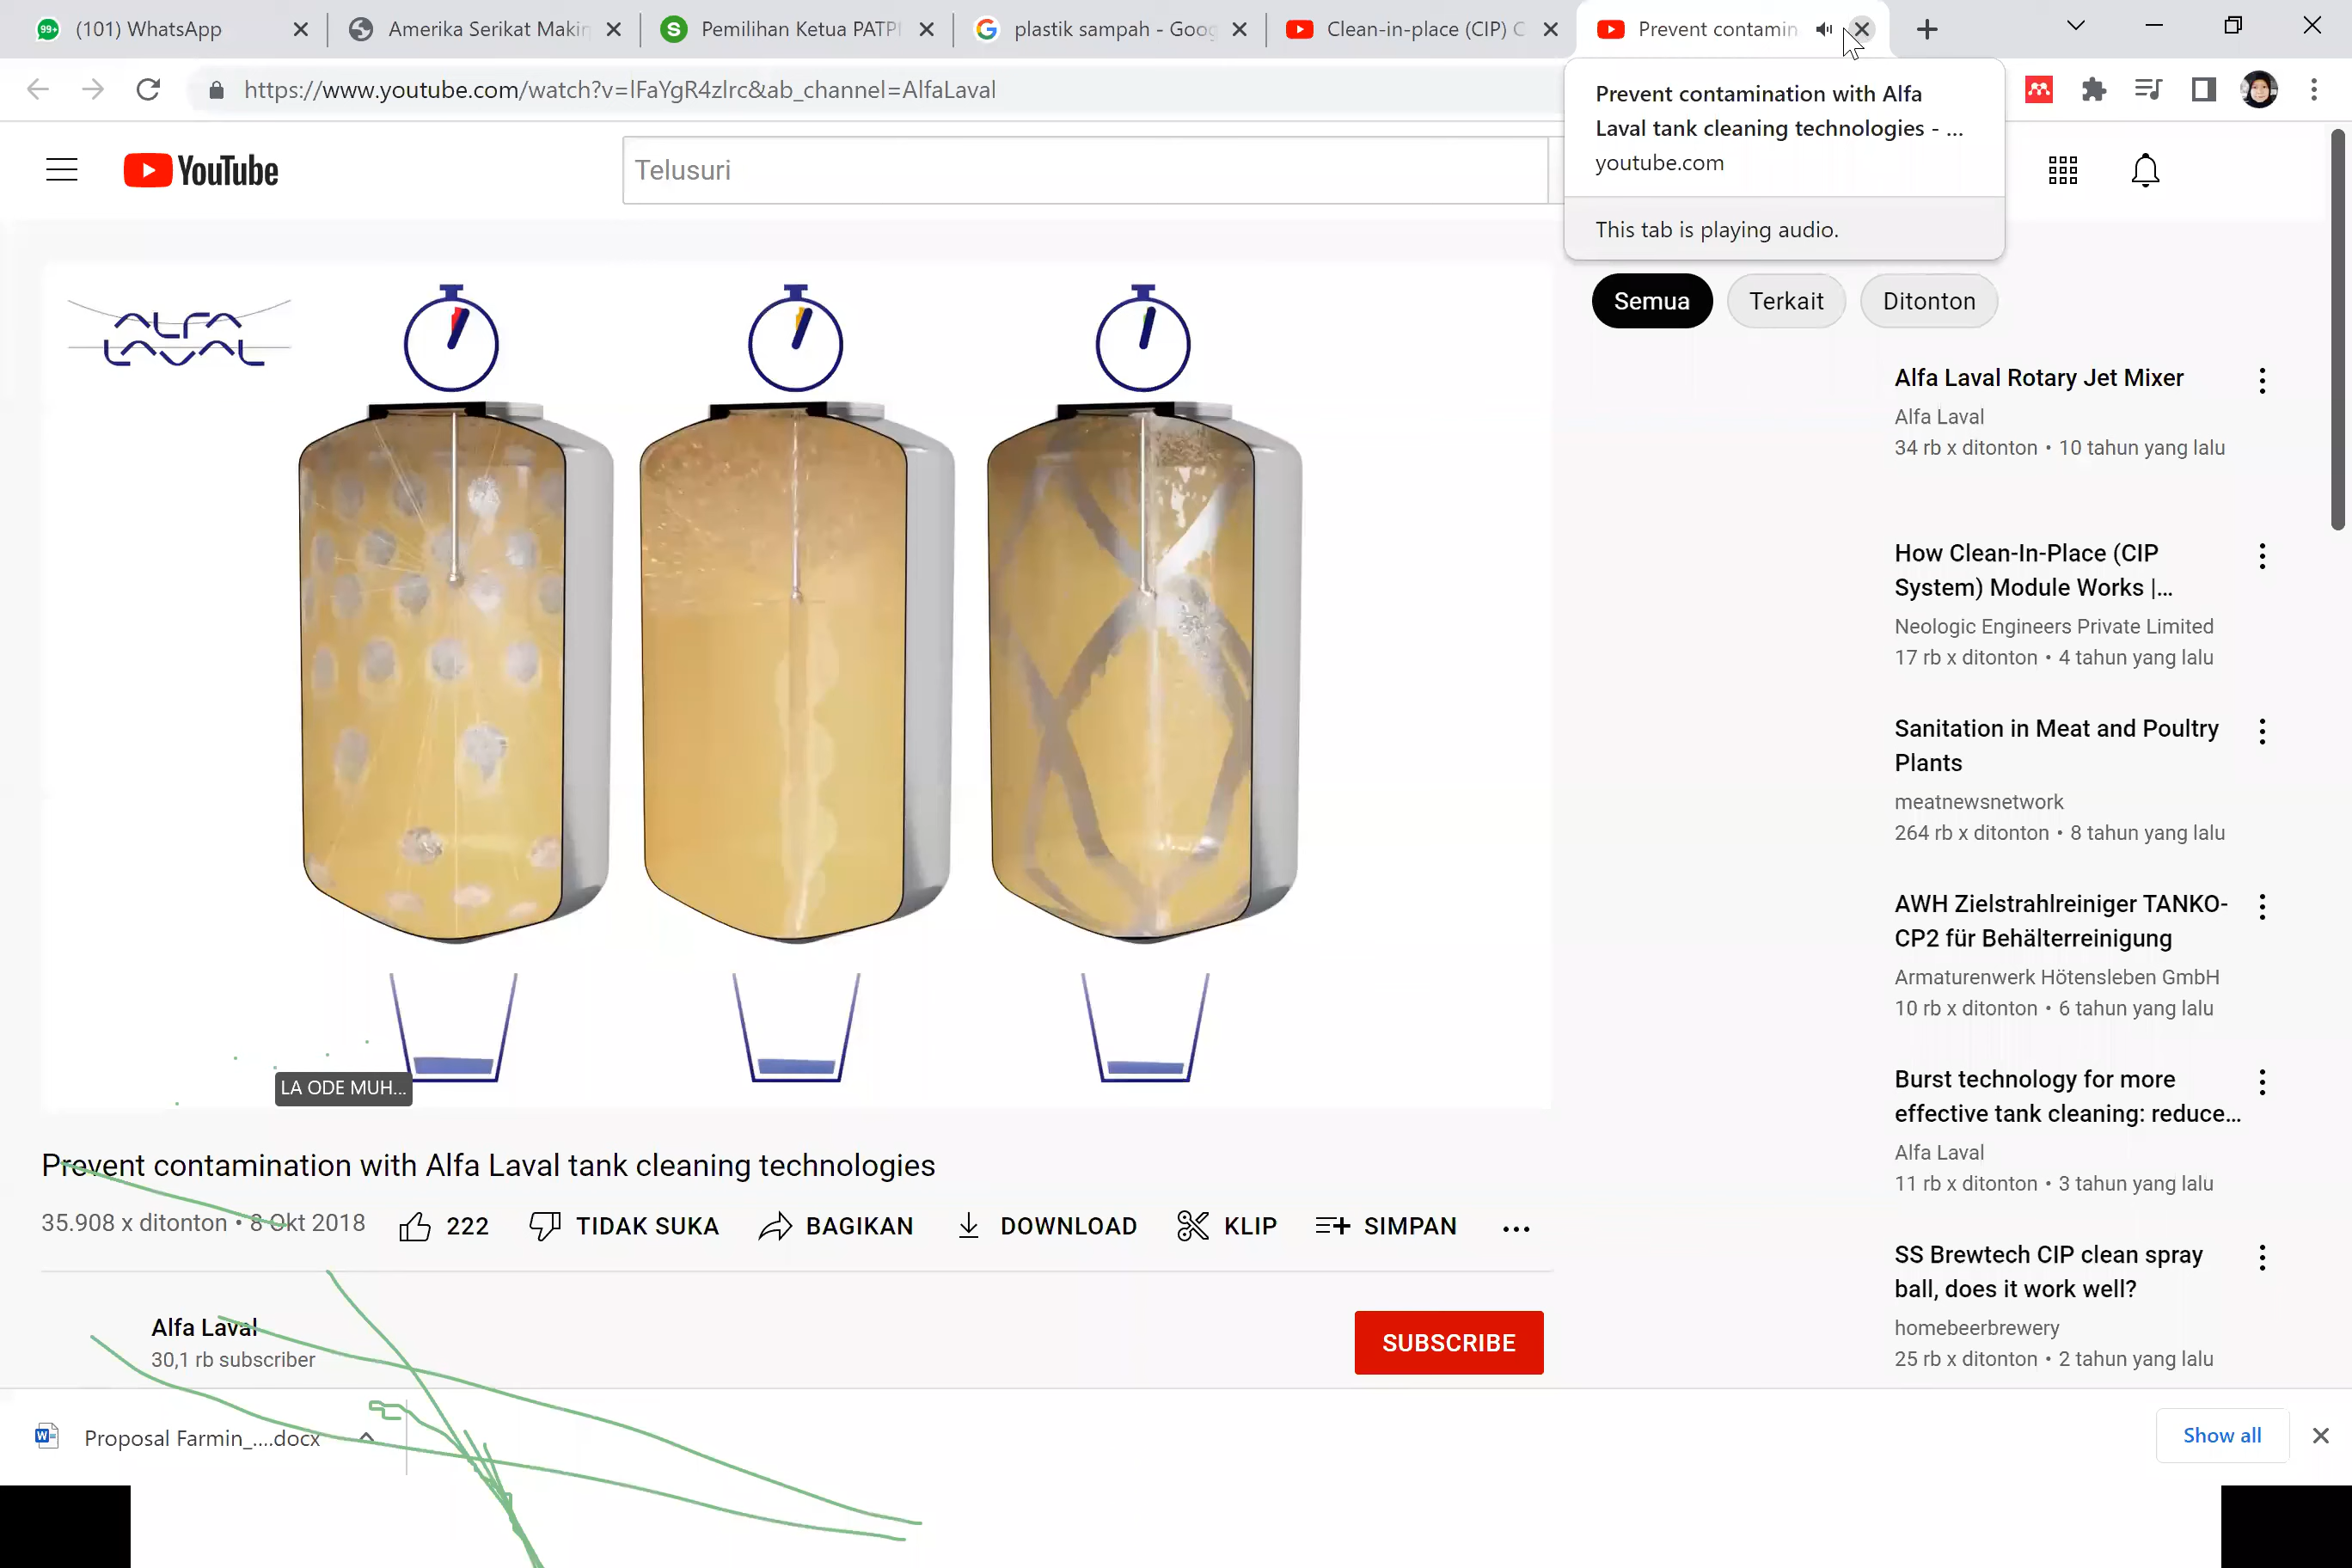 99+
(101) WhatsApp
Amerika Serikat Makin
Pemilihan Ketua PATPI
plastik sampah - Goog
Clean-in-place (CIP) C
Prevent contamin
https://www.youtube.com/watch?v=lFaYgR4zlrc&ab_channel=AlfaLaval
Prevent contamination with Alfa
Laval tank cleaning technologies - ...
youtube.com
This tab is playing audio.
YouTube
Telusuri
Semua
Terkait
Ditonton
ALFA
LAVAL
LA ODE MUH...
Prevent contamination with Alfa Laval tank cleaning technologies
35.908 x ditonton • 8 Okt 2018
222
TIDAK SUKA
BAGIKAN
DOWNLOAD
KLIP
SIMPAN
Alfa Laval
30,1 rb subscriber
SUBSCRIBE
Alfa Laval Rotary Jet Mixer
Alfa Laval
34 rb x ditonton • 10 tahun yang lalu
How Clean-In-Place (CIP
System) Module Works |...
Neologic Engineers Private Limited
17 rb x ditonton • 4 tahun yang lalu
Sanitation in Meat and Poultry
Plants
meatnewsnetwork
264 rb x ditonton • 8 tahun yang lalu
AWH Zielstrahlreiniger TANKO-
CP2 für Behälterreinigung
Armaturenwerk Hötensleben GmbH
10 rb x ditonton • 6 tahun yang lalu
Burst technology for more
effective tank cleaning: reduce...
Alfa Laval
11 rb x ditonton • 3 tahun yang lalu
SS Brewtech CIP clean spray
ball, does it work well?
homebeerbrewery
25 rb x ditonton • 2 tahun yang lalu
Proposal Farmin_....docx
Show all